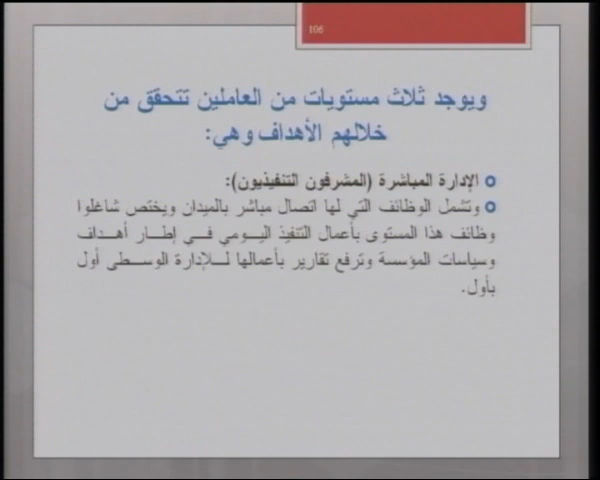 106
ويوجد ثلاث مستويات من العاملين تتحقق من
خلالهم الأهداف وهي:
الإدارة المباشرة (المشرفون التنفيذيون):
وتشمل الوظائف التي لها اتصال مباشر بالميدان ويختص شاغلوا
وظائف هذا المستوى بأعمال التنفيذ اليومي في إطار أهداف
وسياسات المؤسسة وترفع تقارير بأعمالها للإدارة الوسطى أول
بأول.